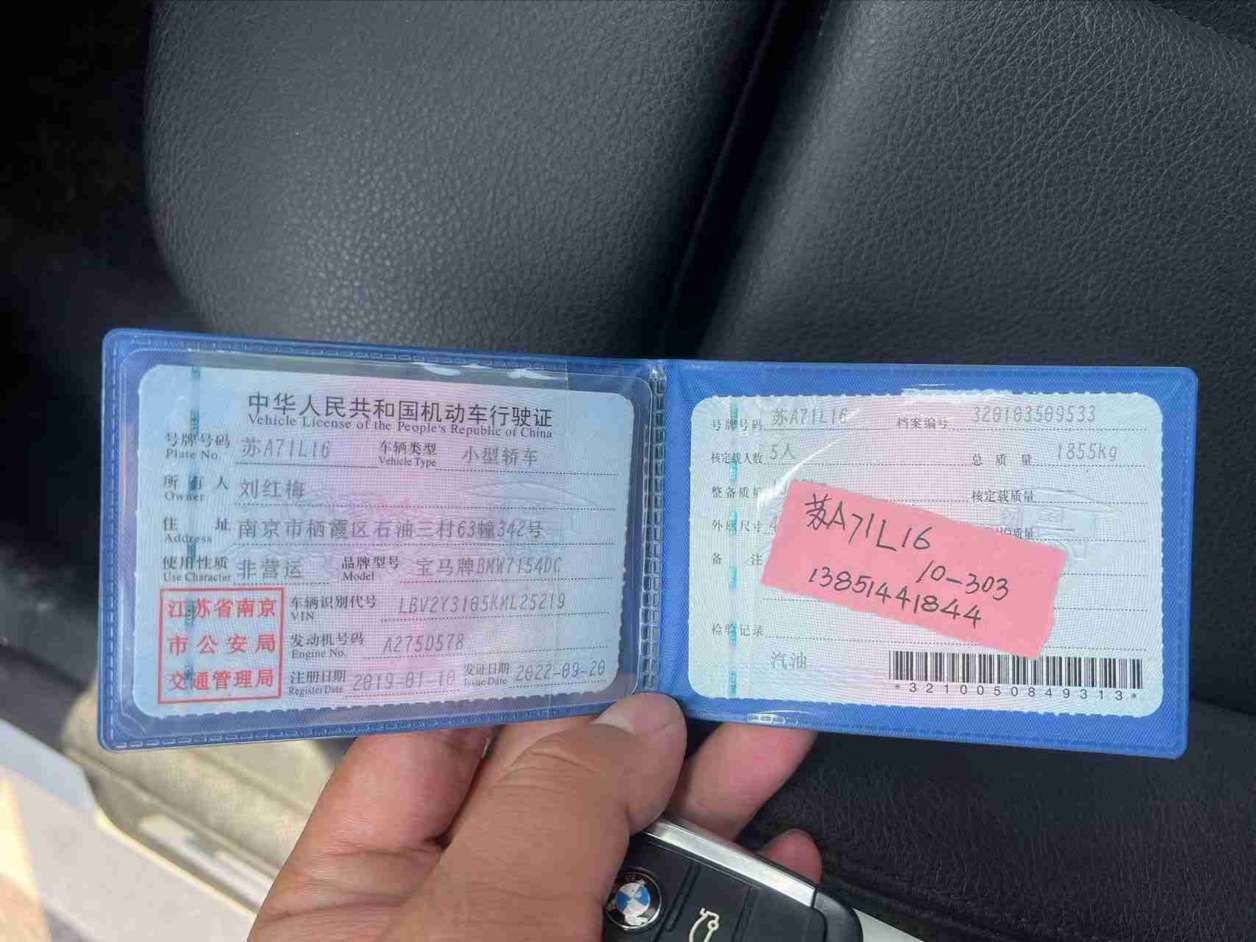 中华人民共和国机动车行驶证
Vehicle License of the People's Republic of China
号牌号码 苏A71L16 车辆类型 小型轿车
Plate No. Vehicle Type
所有人 刘红梅
Owner
住址 南京市栖霞区石油三村63幢342号
Address
使用性质 非营运 品牌型号 宝马牌BMW7154DC
Use Character Model
江苏省南京
市公安局
交通管理局
车辆识别代号
VIN
发动机号码 A275D578
Engine No.
注册日期 2019-01-10 发证日期 2022-09-20
Register Date Issue Date
号牌号码 苏A71L16 档案编号 320103509533
核定载人数 5人 总质量 1855kg
整备质 核定载质量
外 尺寸
备注
苏A71L16
10-303
13851441844
检验记录
汽油
*3210050849313*